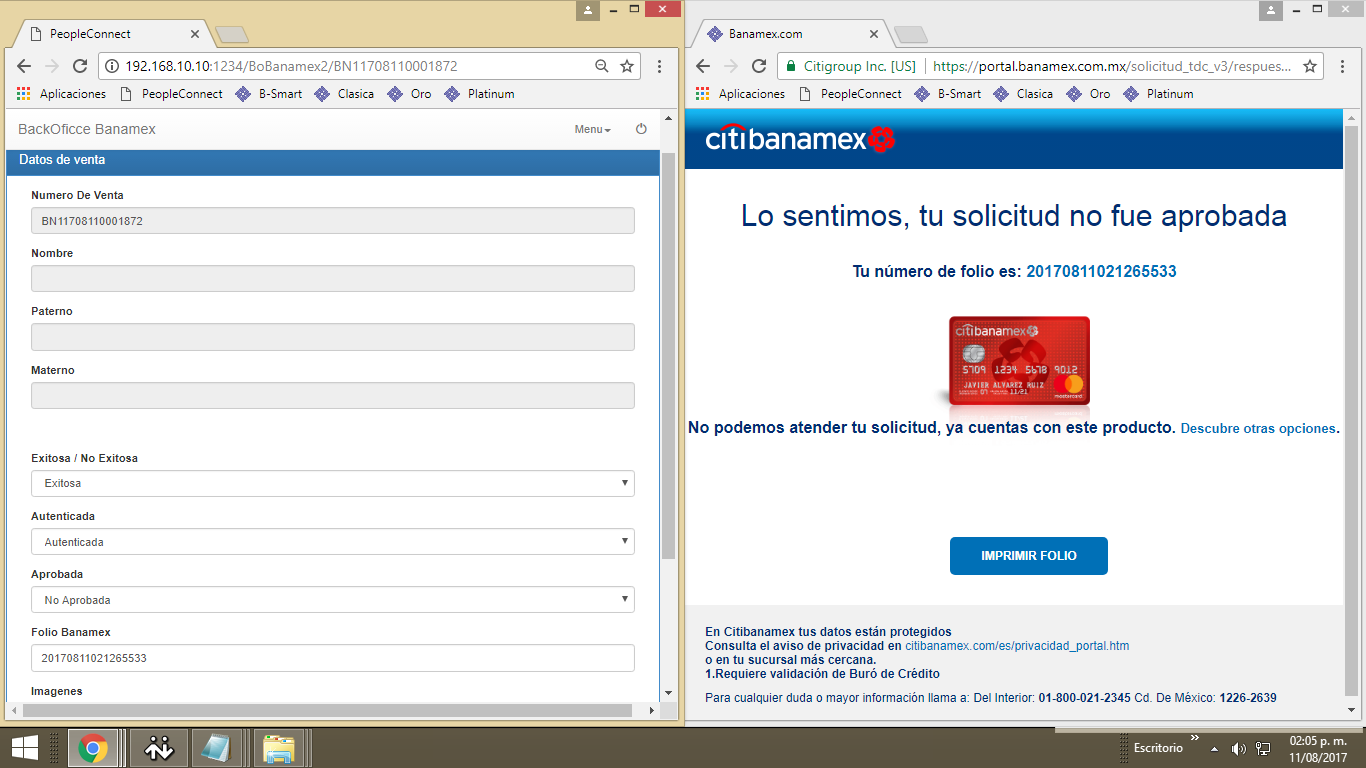 PeopleConnect
192.168.10.10:1234/BoBanamex2/BN11708110001872
Aplicaciones PeopleConnect B-Smart Clasica Oro Platinum
BackOficce Banamex Menu
Datos de venta
Numero De Venta
BN11708110001872
Nombre
Paterno
Materno
Exitosa / No Exitosa
Exitosa
Autenticada
Autenticada
Aprobada
No Aprobada
Folio Banamex
20170811021265533
Imagenes
Banamex.com
Citigroup Inc. [US] https://portal.banamex.com.mx/solicitud_tdc_v3/respues...
Aplicaciones PeopleConnect B-Smart Clasica Oro Platinum
citibanamex
Lo sentimos, tu solicitud no fue aprobada
Tu número de folio es: 20170811021265533
citibanamex
5709 1234 5678 9012
JAVIER ALVAREZ RUIZ
07 11/21
mastercard
No podemos atender tu solicitud, ya cuentas con este producto. Descubre otras opciones.
IMPRIMIR FOLIO
En Citibanamex tus datos están protegidos
Consulta el aviso de privacidad en citibanamex.com/es/privacidad_portal.htm
o en tu sucursal más cercana.
1.Requiere validación de Buró de Crédito
Para cualquier duda o mayor información llama a: Del Interior: 01-800-021-2345 Cd. De México: 1226-2639
Escritorio
02:05 p. m.
11/08/2017